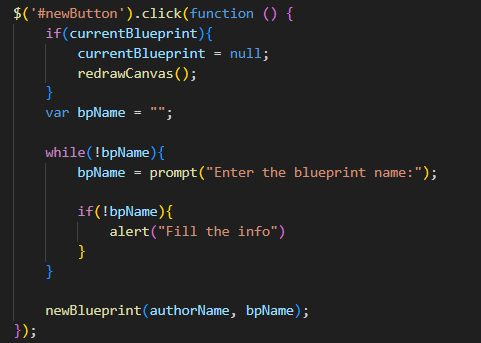 $('#newButton').click(function () {
    if(currentBlueprint){
        currentBlueprint = null;
        redrawCanvas();
    }
    var bpName = "";

    while(!bpName){
        bpName = prompt("Enter the blueprint name:");

        if(!bpName){
            alert("Fill the info")
        }
    }

    newBlueprint(authorName, bpName);
});